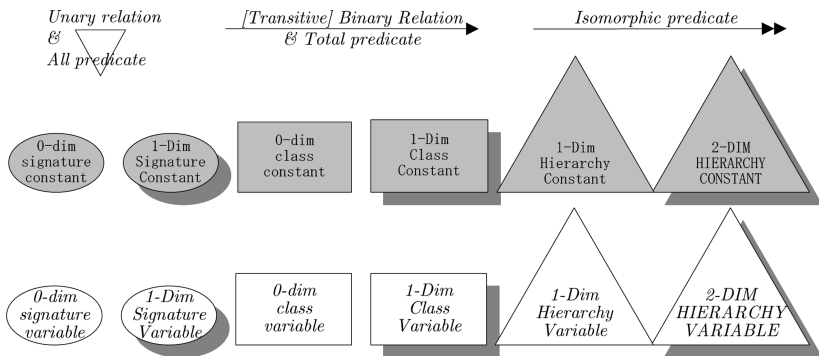 Unary relation
&
All predicate
[Transitive] Binary Relation
& Total predicate
Isomorphic predicate
0-dim
signature
constant
1-Dim
Signature
Constant
0-dim
class
constant
1-Dim
Class
Constant
1-Dim
Hierarchy
Constant
2-DIM
HIERARCHY
CONSTANT
0-dim
signature
variable
1-Dim
Signature
Variable
0-dim
class
variable
1-Dim
Class
Variable
1-Dim
Hierarchy
Variable
2-DIM
HIERARCHY
VARIABLE